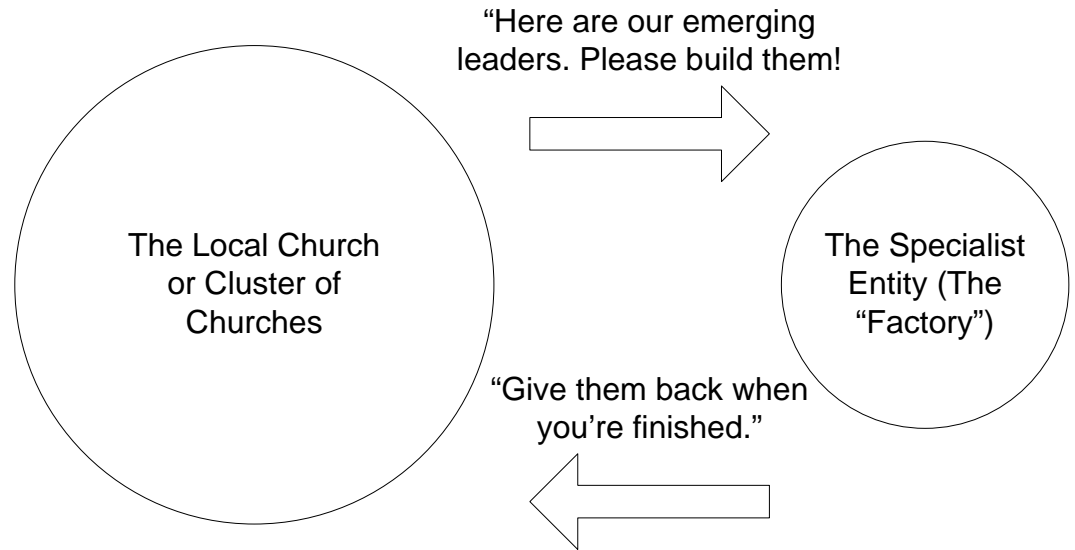 “Here are our emerging
leaders. Please build them!
The Local Church
or Cluster of
Churches
The Specialist
Entity (The
“Factory”)
“Give them back when
you’re finished.”